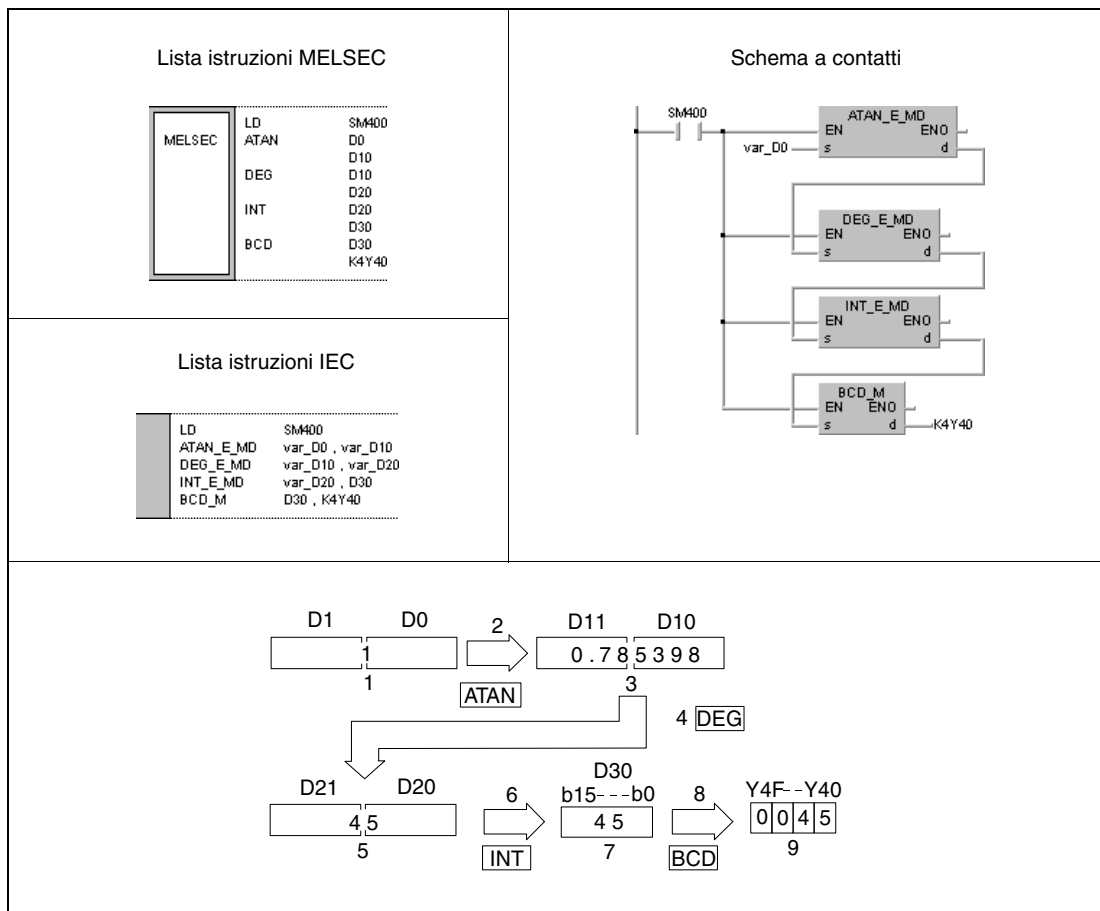 Lista istruzioni MELSEC
MELSEC
LD SM400
ATAN D0
D10
DEG D10
D20
INT D20
D30
BCD D30
K4Y40
Lista istruzioni IEC
LD SM400
ATAN_E_MD var_D0 , var_D10
DEG_E_MD var_D10 , var_D20
INT_E_MD var_D20 , D30
BCD_M D30 , K4Y40
Schema a contatti
SM400
ATAN_E_MD
EN ENO
var_D0 s d
DEG_E_MD
EN ENO
s d
INT_E_MD
EN ENO
s d
BCD_M
EN ENO
s d K4Y40
D1 D0 2 D11 D10
1 0.785398
1 ATAN 3
4 DEG
D21 D20 6 D30 8
b15---b0 Y4F--Y40
45 45 0 0 4 5
5 INT 7 BCD 9